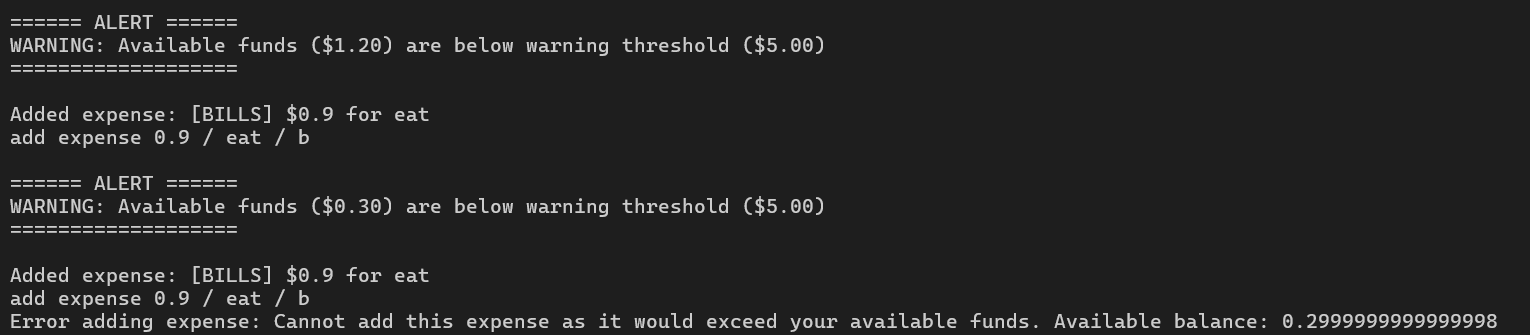 ====== ALERT ======
WARNING: Available funds ($1.20) are below warning threshold ($5.00)
===================
Added expense: [BILLS] $0.9 for eat
add expense 0.9 / eat / b
====== ALERT ======
WARNING: Available funds ($0.30) are below warning threshold ($5.00)
===================
Added expense: [BILLS] $0.9 for eat
add expense 0.9 / eat / b
Error adding expense: Cannot add this expense as it would exceed your available funds. Available balance: 0.2999999999999998